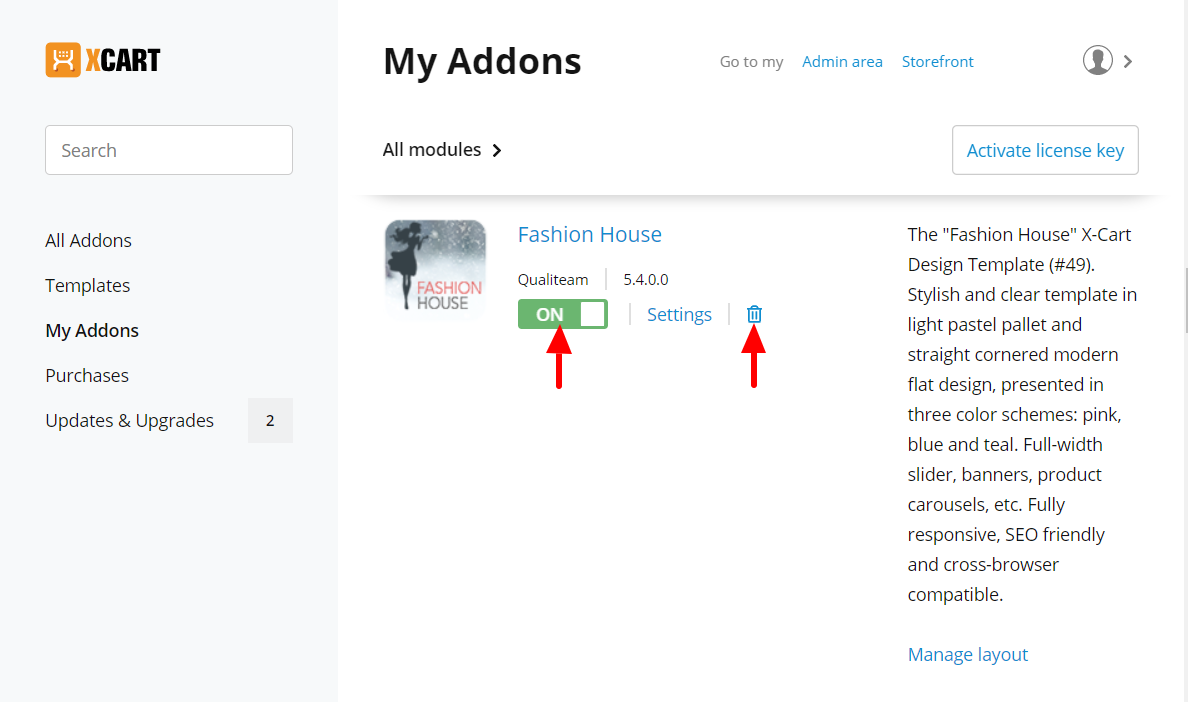 XCART
My Addons
Go to my Admin area Storefront
Search
All modules
Activate license key
All Addons
Templates
My Addons
Purchases
Updates & Upgrades 2
FASHION
HOUSE
Fashion House
Qualiteam 5.4.0.0
ON Settings
The "Fashion House" X-Cart
Design Template (#49).
Stylish and clear template in
light pastel pallet and
straight cornered modern
flat design, presented in
three color schemes: pink,
blue and teal. Full-width
slider, banners, product
carousels, etc. Fully
responsive, SEO friendly
and cross-browser
compatible.
Manage layout